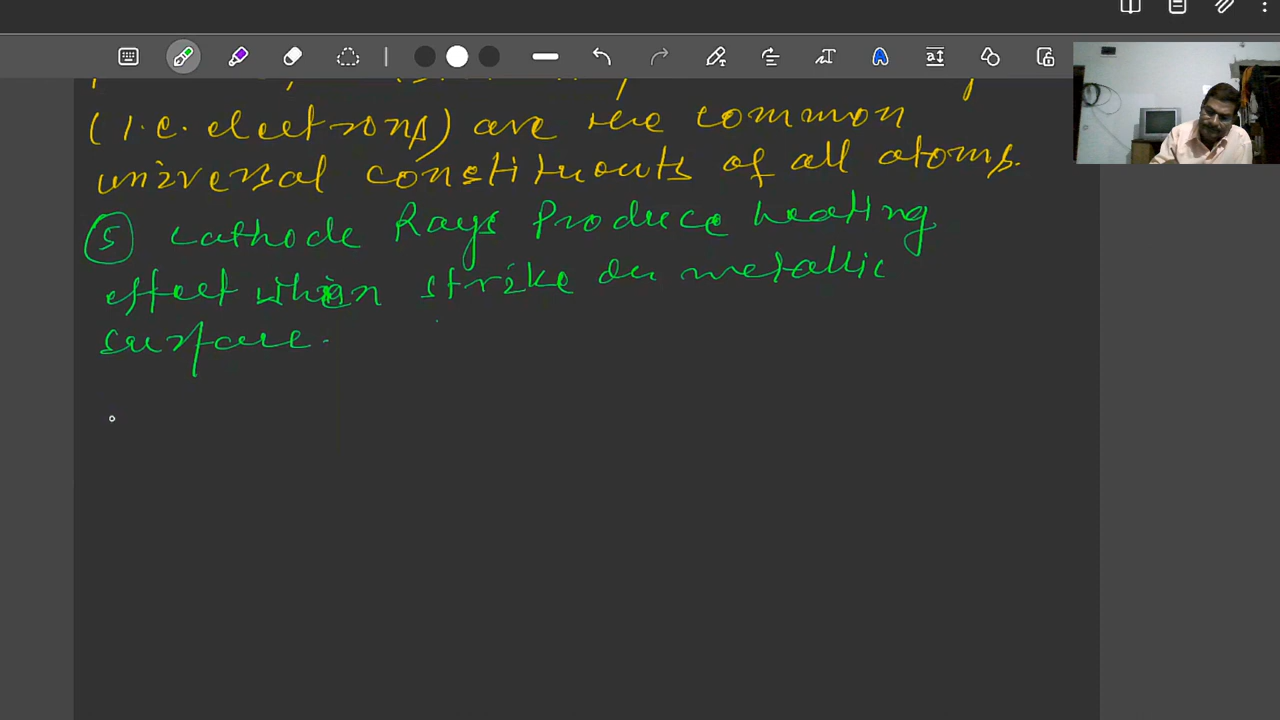 (i.e. electrons) are the common
universal constituents of all atoms.
5 Cathode Rays Produce heating
effect when strike on metallic
surface.